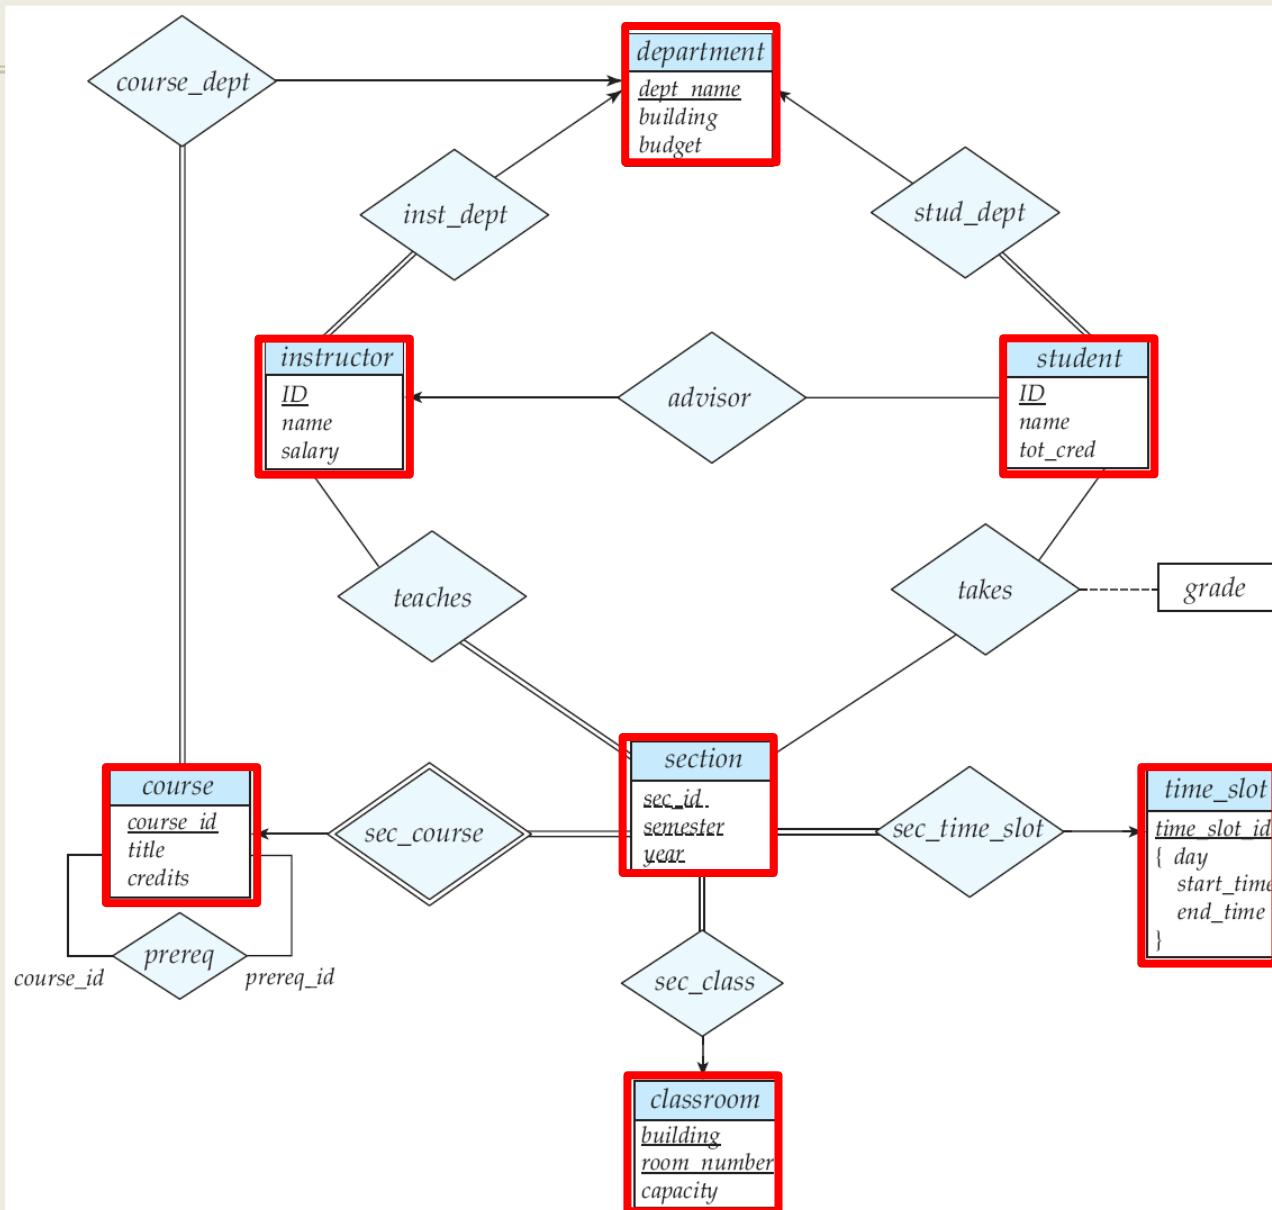 department
course_dept
dept_name
building
budget
inst_dept
stud_dept
instructor
ID
name
salary
advisor
student
ID
name
tot_cred
teaches
takes
grade
section
sec_id
semester
year
course
course_id
title
credits
sec_course
sec_time_slot
time_slot
time_slot_id
{ day
start_time
end_time
}
prereq
course_id
prereq_id
sec_class
classroom
building
room_number
capacity